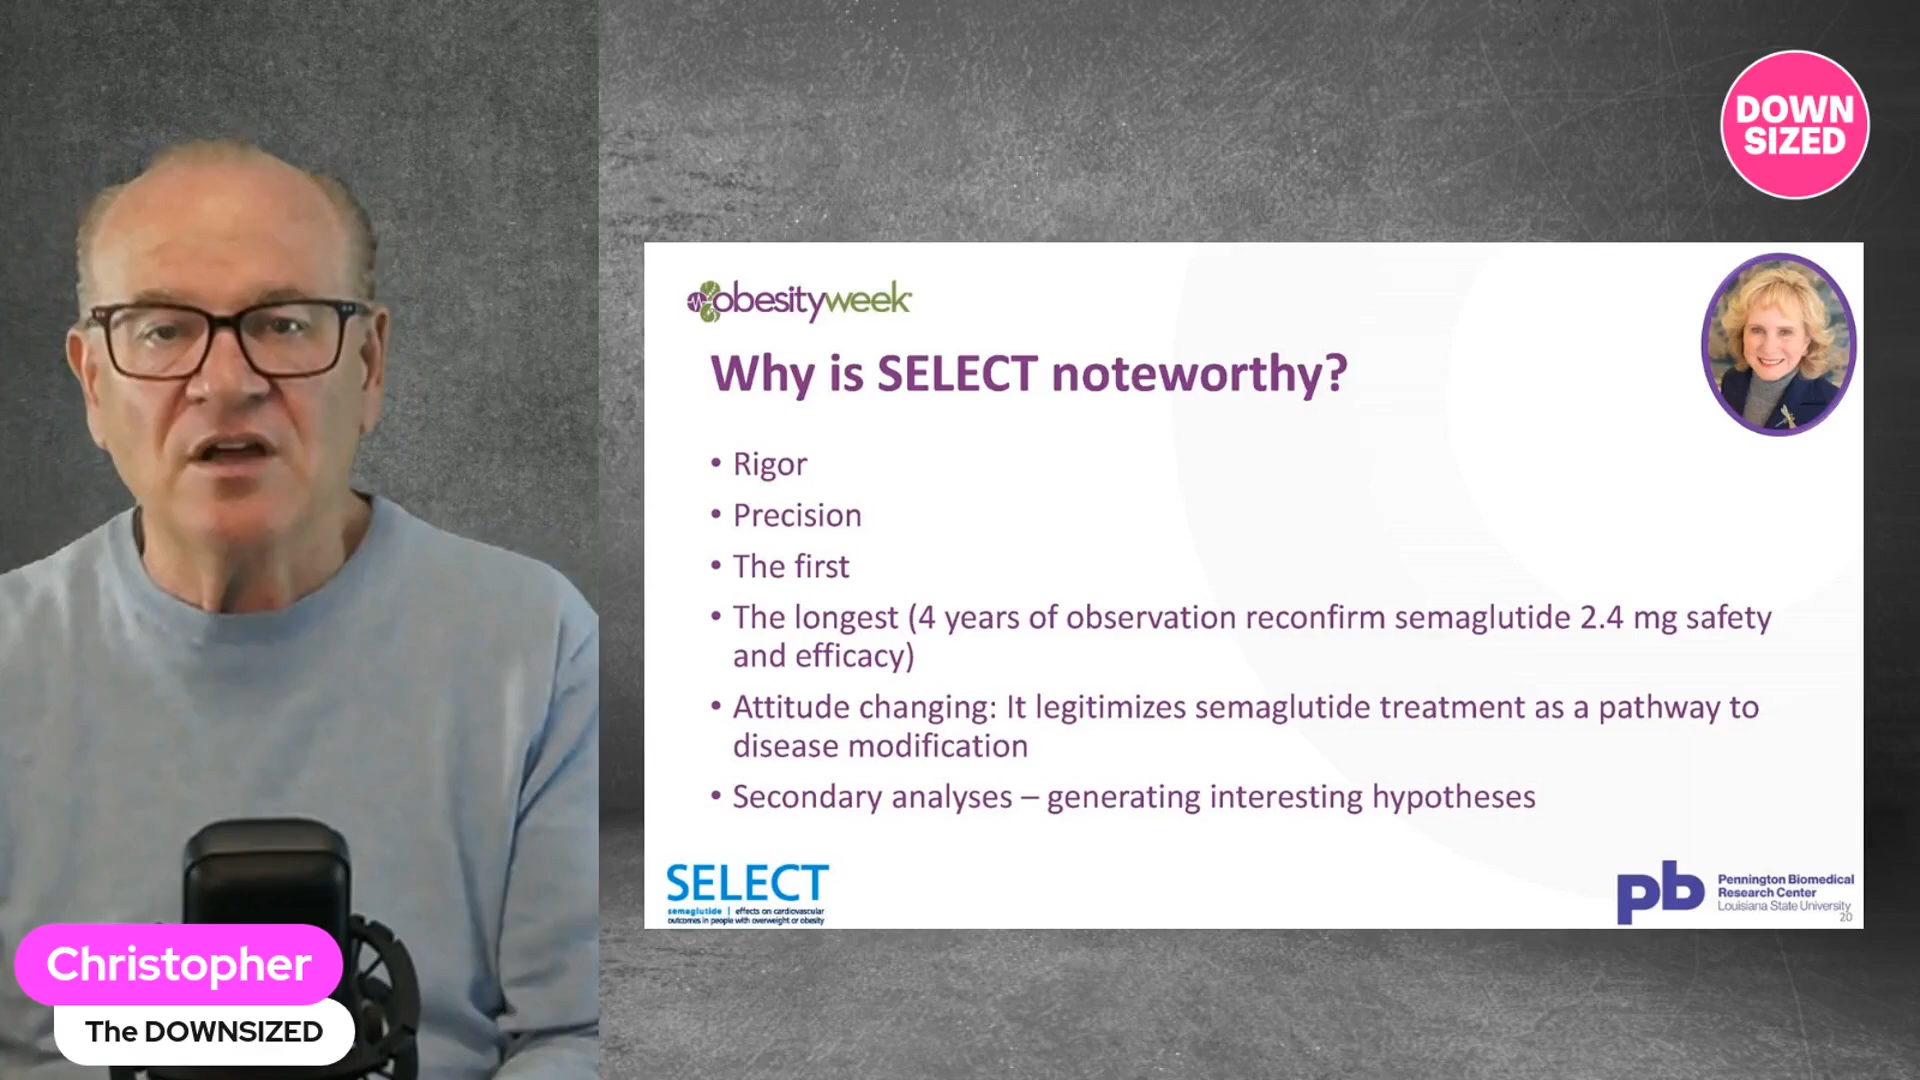 DOWN
SIZED
obesityweek
Why is SELECT noteworthy?
• Rigor
• Precision
• The first
• The longest (4 years of observation reconfirm semaglutide 2.4 mg safety
and efficacy)
• Attitude changing: It legitimizes semaglutide treatment as a pathway to
disease modification
• Secondary analyses – generating interesting hypotheses
SELECT
semaglutide | effects on cardiovascular
outcomes in people with overweight or obesity
pb
Pennington Biomedical
Research Center
Louisiana State University
20
Christopher
The DOWNSIZED